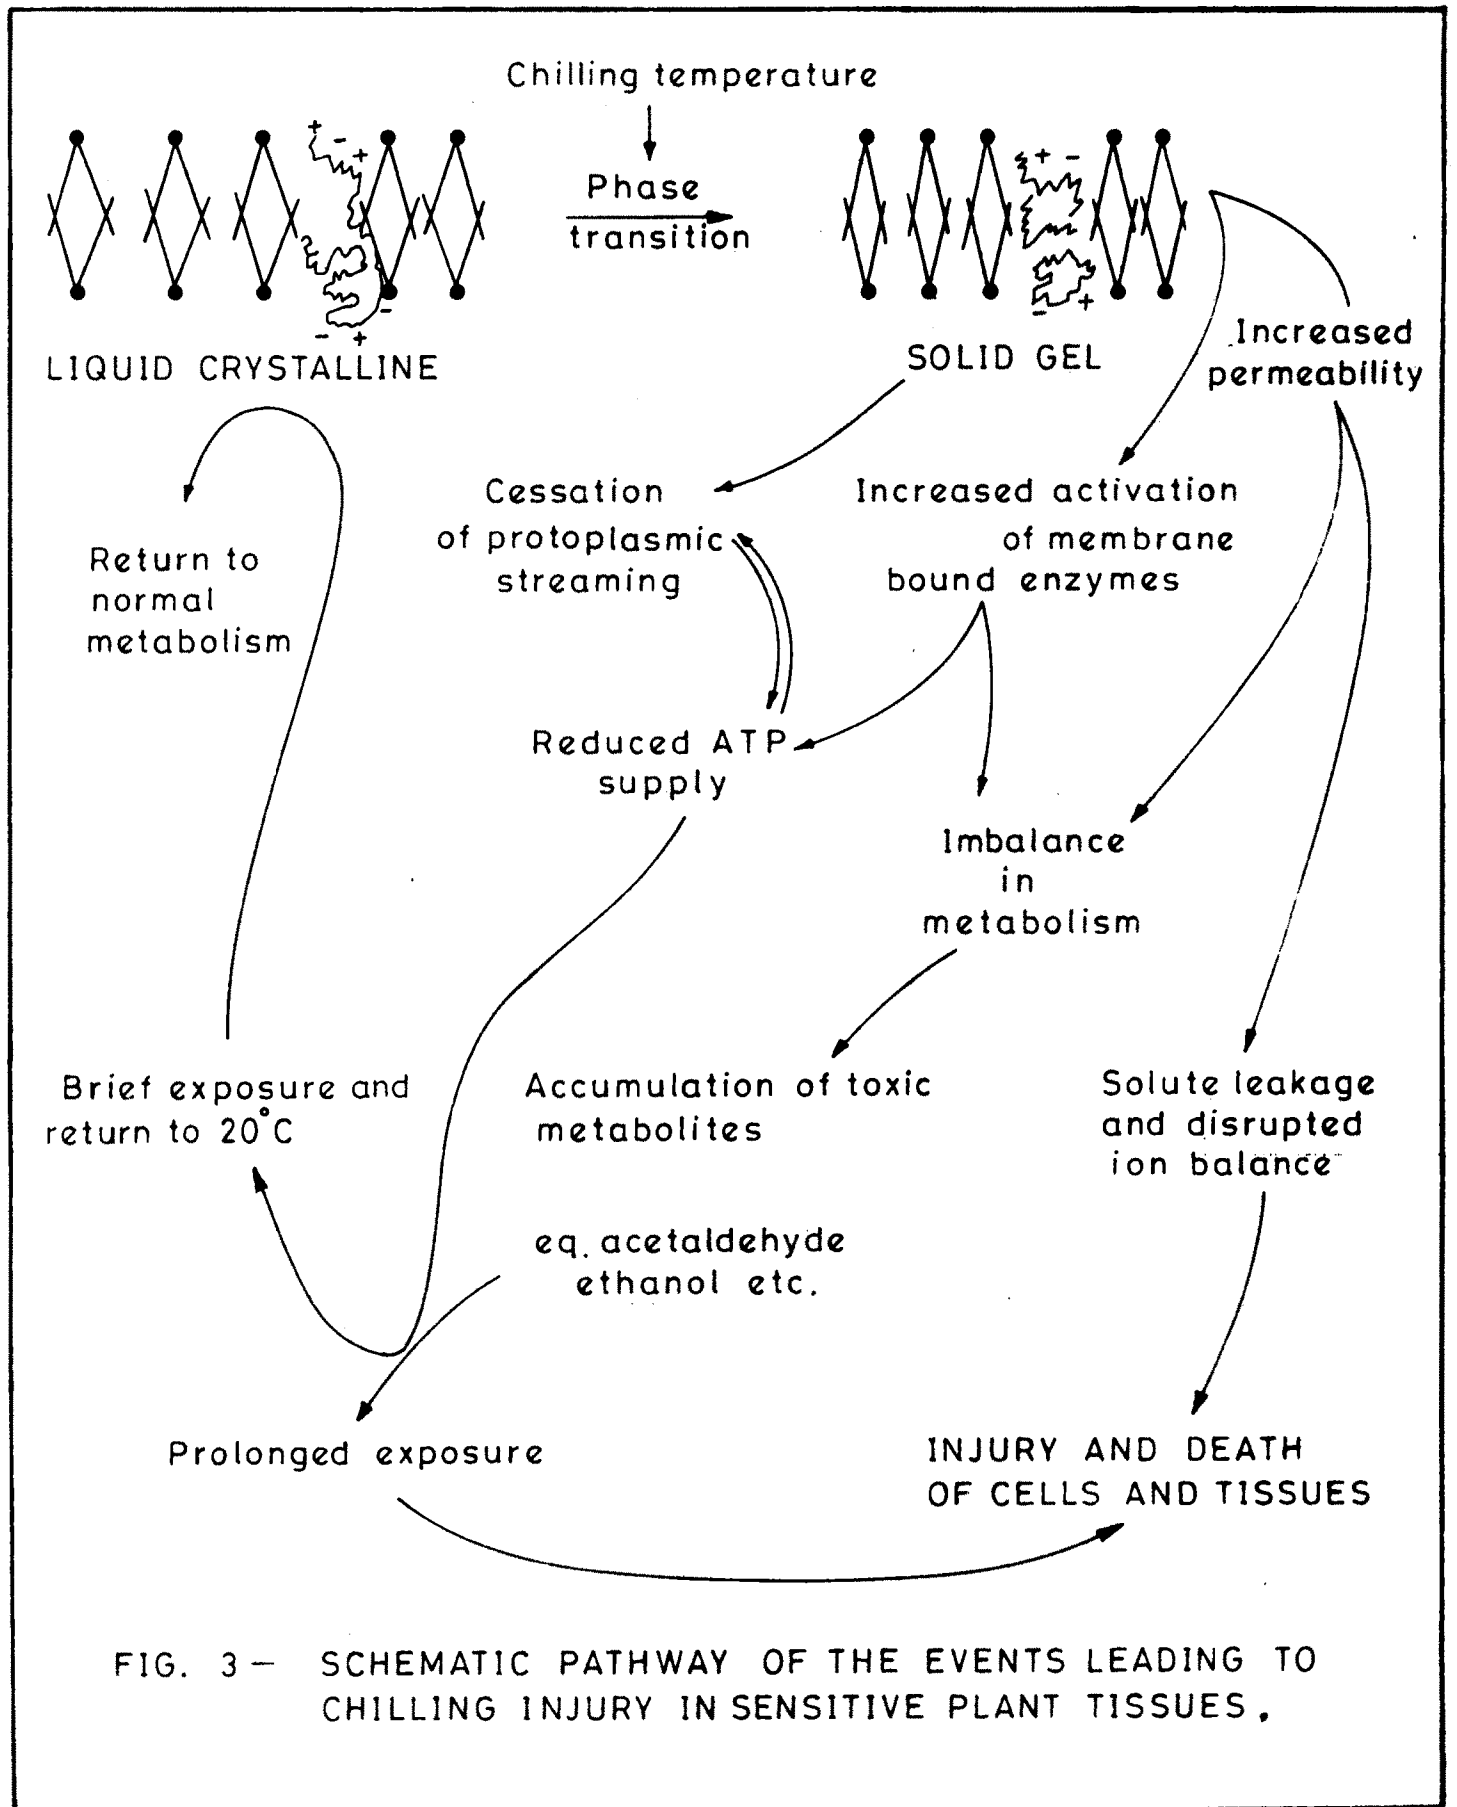 Chilling temperature
Phase
transition
LIQUID CRYSTALLINE
SOLID GEL
Increased
permeability
Cessation
of protoplasmic
streaming
Increased activation
of membrane
bound enzymes
Return to
normal
metabolism
Reduced ATP
supply
Imbalance
in
metabolism
Brief exposure and
return to 20°C
Accumulation of toxic
metabolites
Solute leakage
and disrupted
ion balance
eq. acetaldehyde
ethanol etc.
Prolonged exposure
INJURY AND DEATH
OF CELLS AND TISSUES
FIG. 3 – SCHEMATIC PATHWAY OF THE EVENTS LEADING TO
CHILLING INJURY IN SENSITIVE PLANT TISSUES.